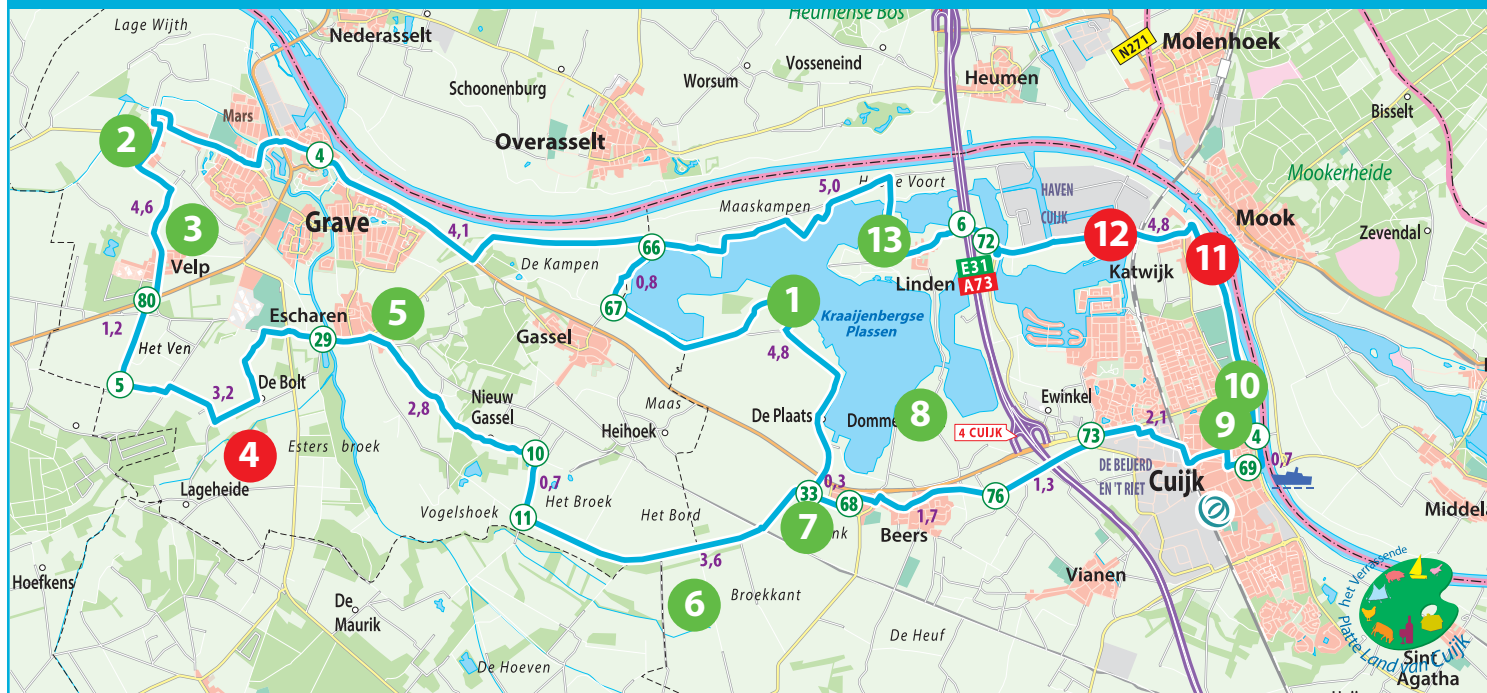 Lage Wijth
Nederasselt
Heumense Bos
Vosseneind
Worsum
Schoonenburg
Heumen
N271
Molenhoek
Bisselt
Mookerheide
Overasselt
Mars
2
4
4,6
3
Velp
Grave
4,1
5,0
Voort
Maaskampen
HAVEN
CUIJK
6
72
13
12
4,8
Mook
Zevendal
11
Katwijk
66
De Kampen
0,8
67
1
Linden
E31
A73
Kraaijenbergse
Plassen
80
1,2
Escharen
29
5
Gassel
4,8
Het Ven
5
3,2
De Bolt
2,8
Nieuw
Gassel
Maas
Heihoek
De Plaats
8
Ewinkel
4 CUIJK
73
2,1
10
9
4
69
0,7
4
Esters broek
Lageheide
10
0,7
Het Broek
11
Vogelshoek
Het Bord
0,3
33
68
7
1,7
Beers
76
1,3
DE BEIJERD
EN 'T RIET
Cuijk
3,6
6
Broekkant
Vianen
Hoefkens
De
Maurik
De Hoeven
De Heuf
het Verrassende
Platte Land van Cuijk
Sint
Agatha